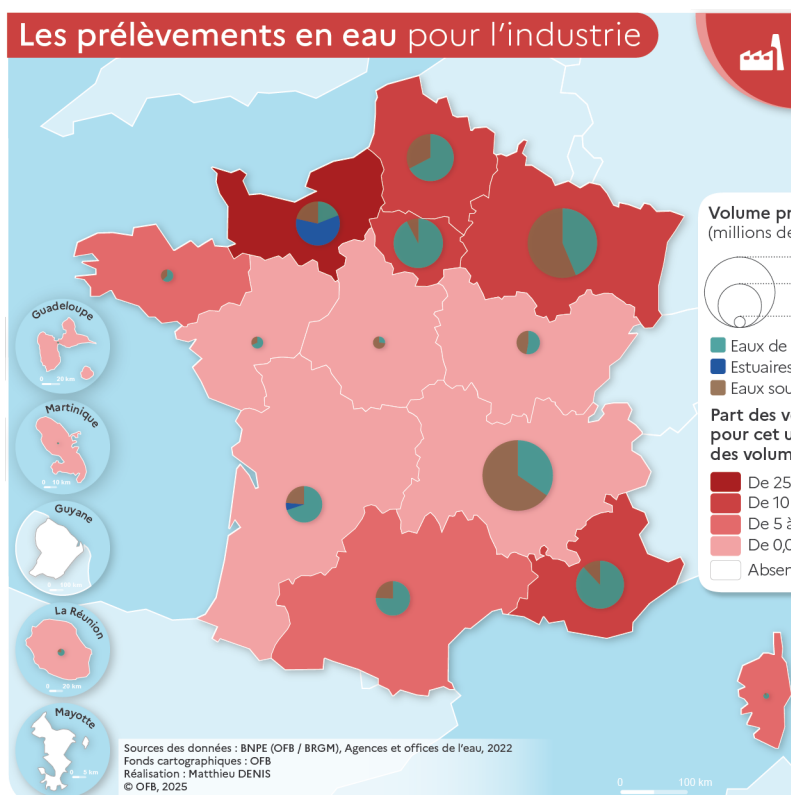 Les prélèvements en eau pour l'industrie
Volume pr
(millions de
Eaux de
Estuaires
Eaux sou
Part des v
pour cet u
des volum
De 25
De 10
De 5 à
De 0,0
Absen
Guadeloupe
0 20 km
Martinique
0 10 km
Guyane
0 100 km
La Réunion
0 20 km
Mayotte
0 5 km
Sources des données : BNPE (OFB / BRGM), Agences et offices de l'eau, 2022
Fonds cartographiques : OFB
Réalisation : Matthieu DENIS
© OFB, 2025
0 100 km